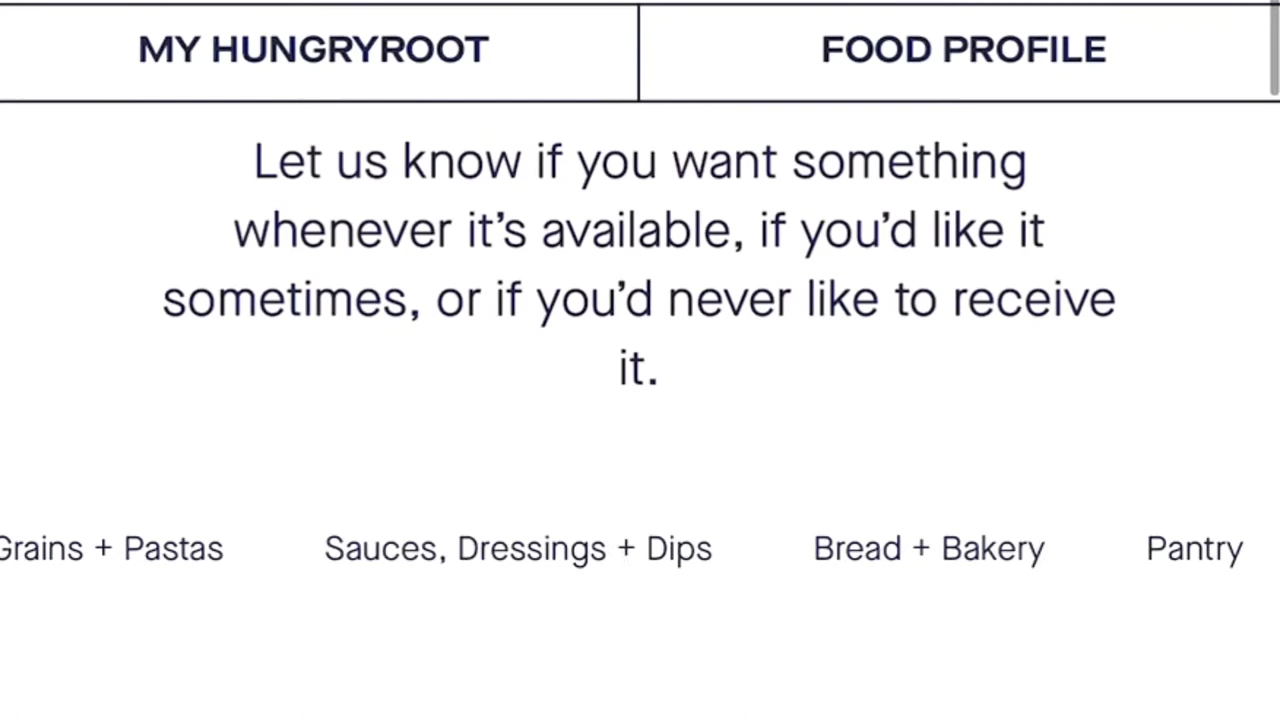 MY HUNGRYROOT
FOOD PROFILE
Let us know if you want something
whenever it’s available, if you’d like it
sometimes, or if you’d never like to receive
it.
Grains + Pastas
Sauces, Dressings + Dips
Bread + Bakery
Pantry